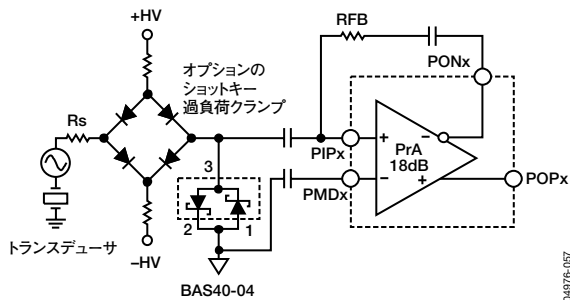 +HV
RFB
PONx
オプションの
ショットキー
過負荷クランプ
Rs
PIPx
+
−
PrA
18dB
3
PMDx
−
+
POPx
2
1
トランスデューサ
−HV
BAS40-04
04976-057